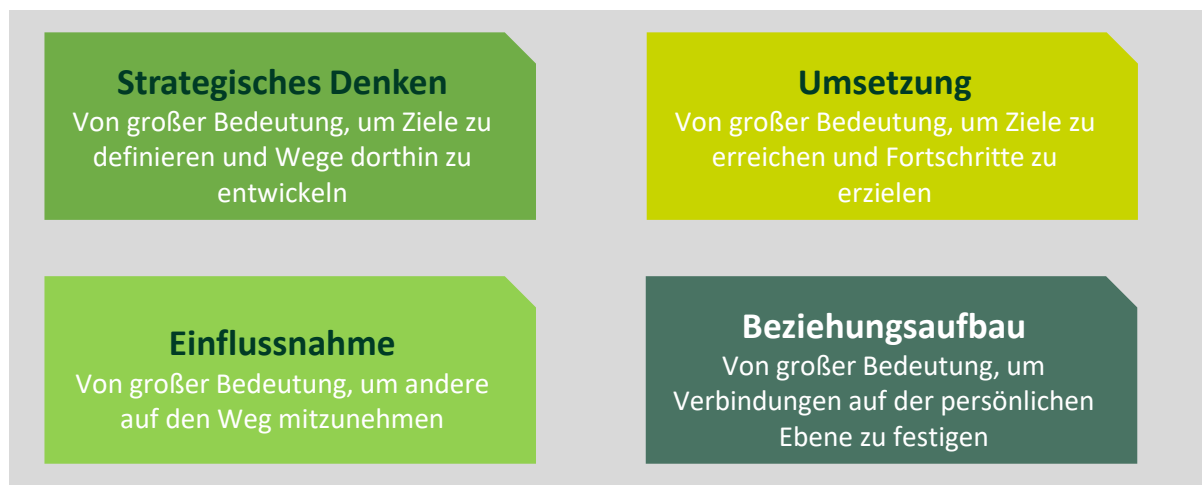 Strategisches Denken
Von großer Bedeutung, um Ziele zu
definieren und Wege dorthin zu
entwickeln
Umsetzung
Von großer Bedeutung, um Ziele zu
erreichen und Fortschritte zu
erzielen
Einflussnahme
Von großer Bedeutung, um andere
auf den Weg mitzunehmen
Beziehungsaufbau
Von großer Bedeutung, um
Verbindungen auf der persönlichen
Ebene zu festigen